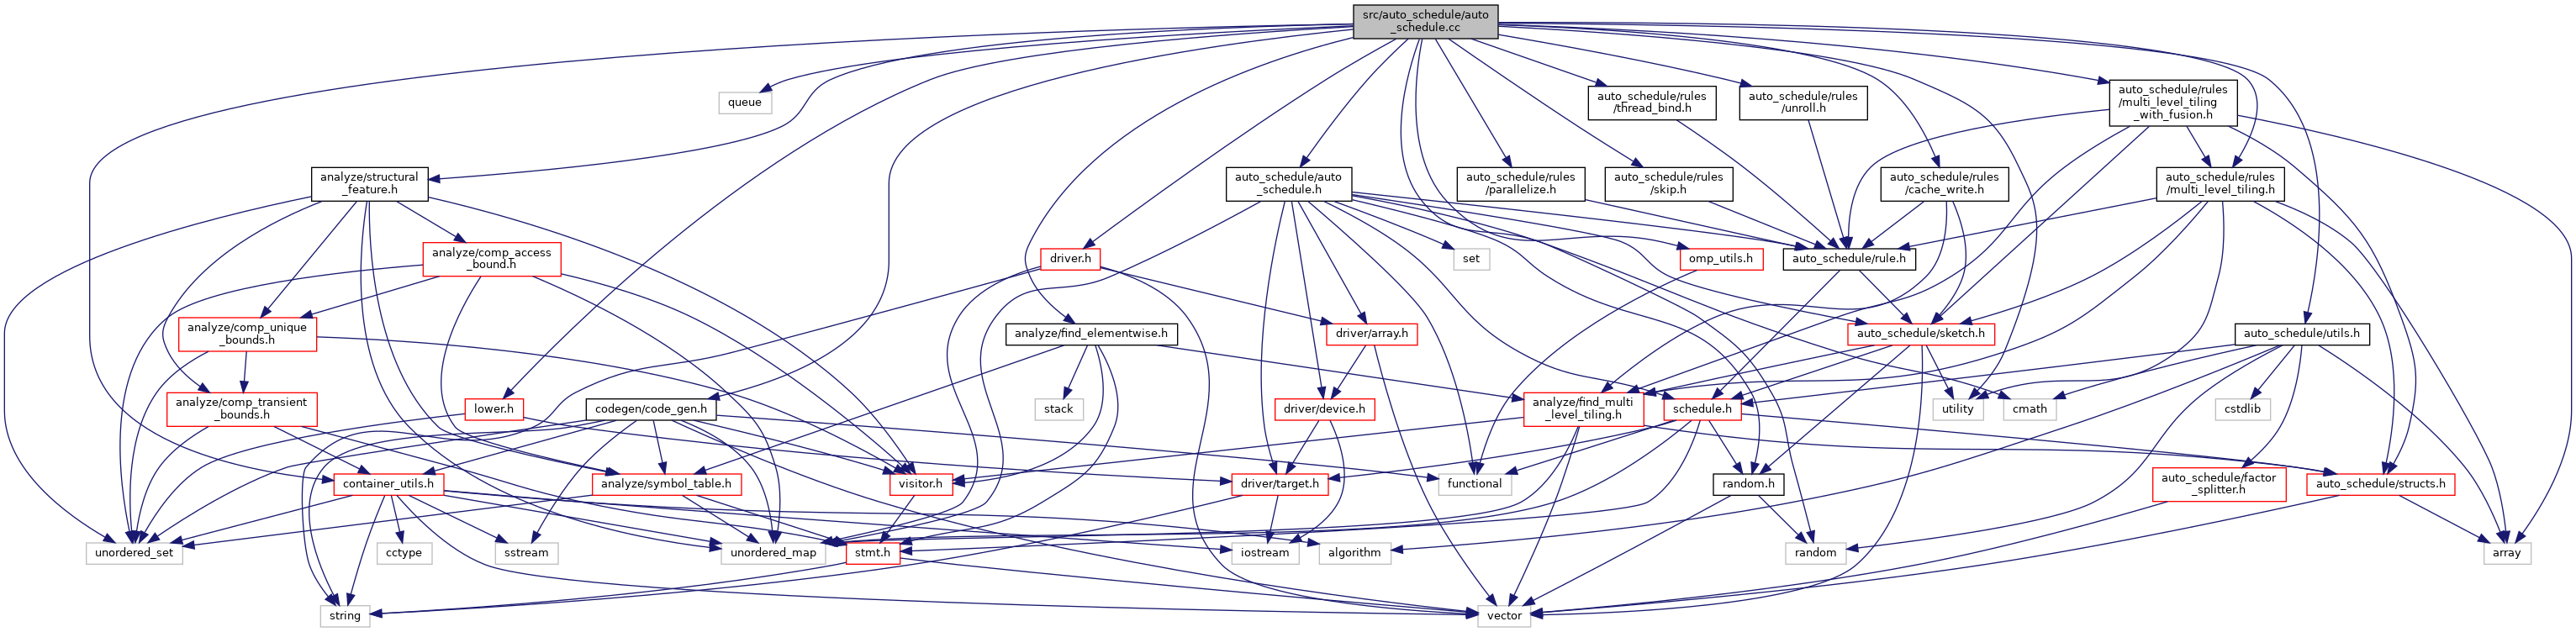 src/auto_schedule/auto
_schedule.cc
queue
auto_schedule/rules
/thread_bind.h
auto_schedule/rules
/unroll.h
auto_schedule/rules
/multi_level_tiling
_with_fusion.h
analyze/structural
_feature.h
auto_schedule/auto
_schedule.h
auto_schedule/rules
/parallelize.h
auto_schedule/rules
/skip.h
auto_schedule/rules
/cache_write.h
auto_schedule/rules
/multi_level_tiling.h
analyze/comp_access
_bound.h
driver.h
set
omp_utils.h
auto_schedule/rule.h
analyze/comp_unique
_bounds.h
analyze/find_elementwise.h
driver/array.h
auto_schedule/sketch.h
auto_schedule/utils.h
analyze/comp_transient
_bounds.h
lower.h
codegen/code_gen.h
stack
driver/device.h
analyze/find_multi
_level_tiling.h
schedule.h
utility
cmath
cstdlib
container_utils.h
analyze/symbol_table.h
visitor.h
driver/target.h
functional
random.h
auto_schedule/factor
_splitter.h
auto_schedule/structs.h
unordered_set
cctype
sstream
unordered_map
stmt.h
iostream
algorithm
random
array
string
vector